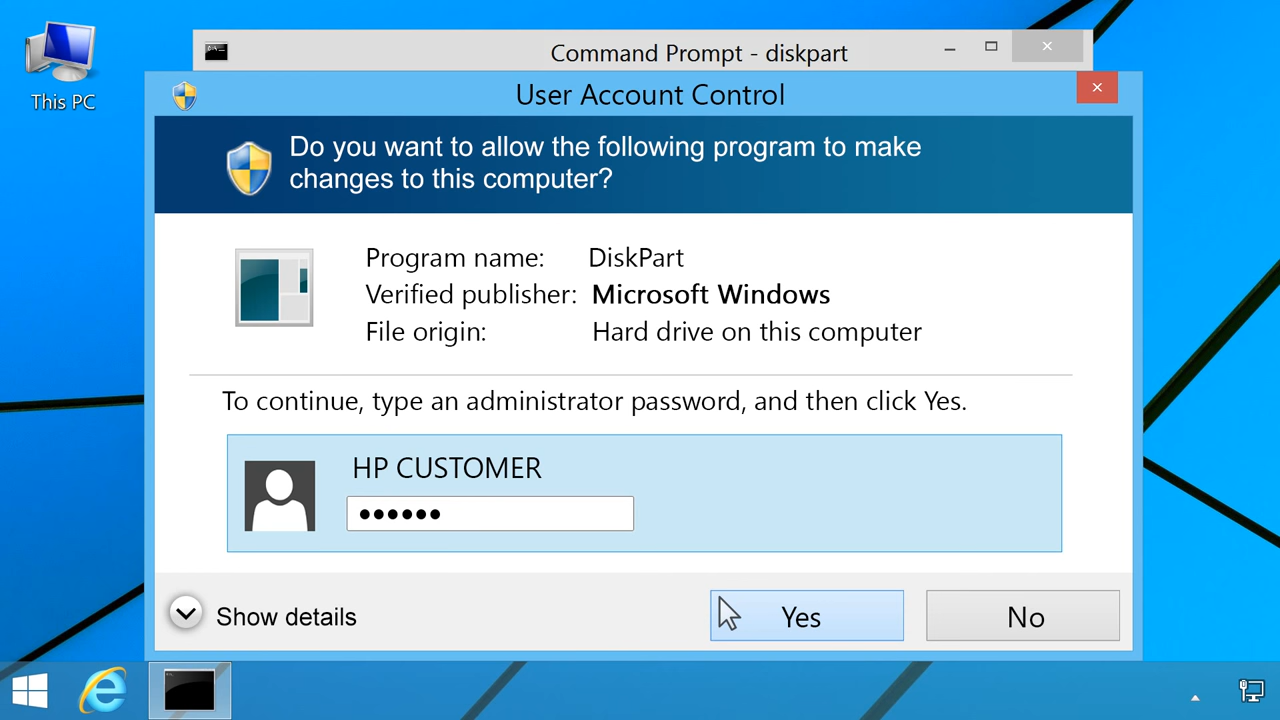 This PC
Command Prompt - diskpart
User Account Control
Do you want to allow the following program to make
changes to this computer?
Program name: DiskPart
Verified publisher: Microsoft Windows
File origin: Hard drive on this computer
To continue, type an administrator password, and then click Yes.
HP CUSTOMER
●●●●●●
Show details
Yes
No